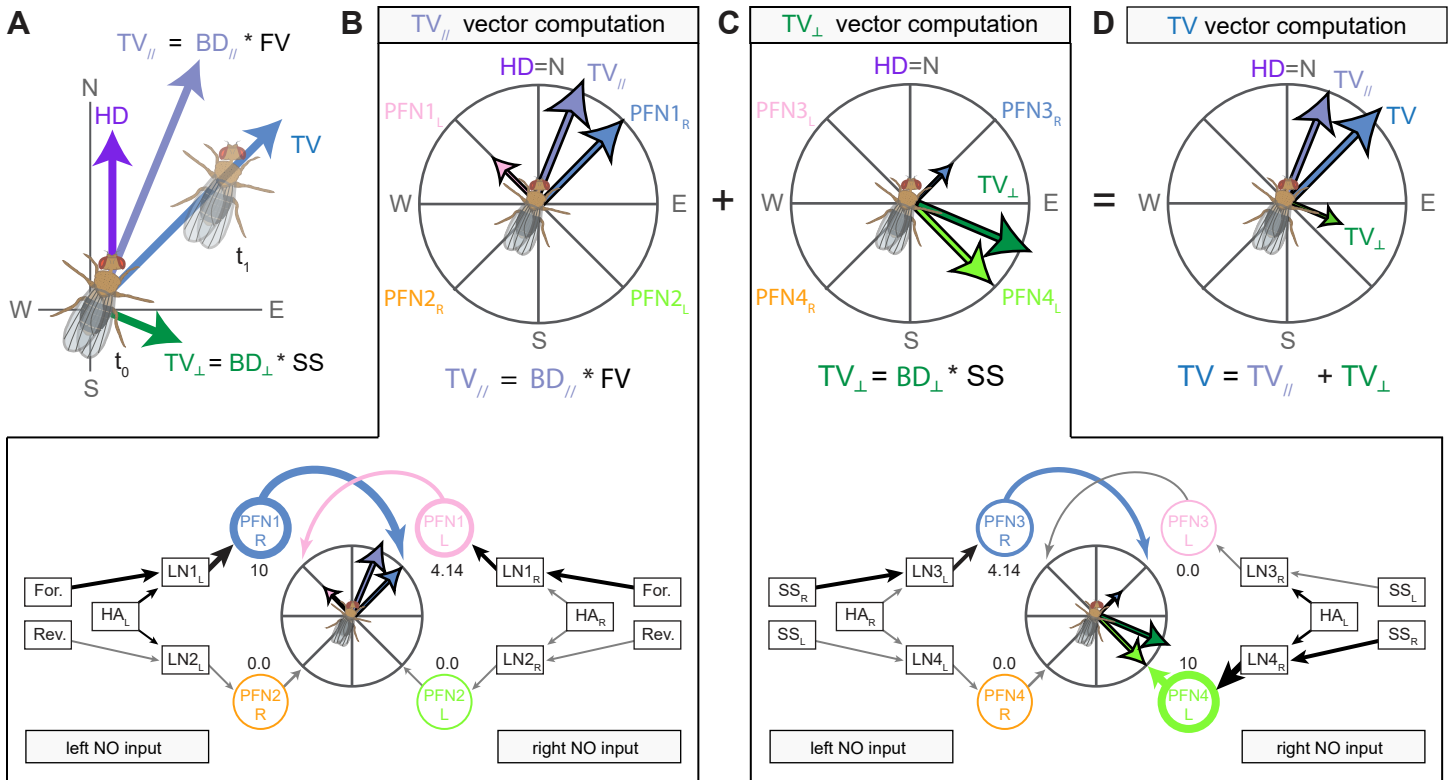 A
TV// = BD// * FV
N
HD
TV
W
E
t1
t0
TV⊥ = BD⊥ * SS
S
B
TV// vector computation
HD=N
TV//
PFN1L
PFN1R
W
E
PFN2R
PFN2L
S
TV// = BD// * FV
+
C
TV⊥ vector computation
HD=N
PFN3L
PFN3R
TV⊥
W
E
PFN4R
PFN4L
S
TV⊥ = BD⊥ * SS
=
D
TV vector computation
HD=N
TV//
TV
W
E
TV⊥
S
TV = TV// + TV⊥
PFN1
R
PFN1
L
10
4.14
LN1L
LN1R
For.
For.
HAL
HAR
Rev.
Rev.
LN2L
LN2R
0.0
0.0
PFN2
R
PFN2
L
left NO input
right NO input
PFN3
R
PFN3
L
4.14
0.0
LN3L
LN3R
SSR
SSL
HAR
HAL
SSL
SSR
LN4L
LN4R
0.0
10
PFN4
R
PFN4
L
left NO input
right NO input